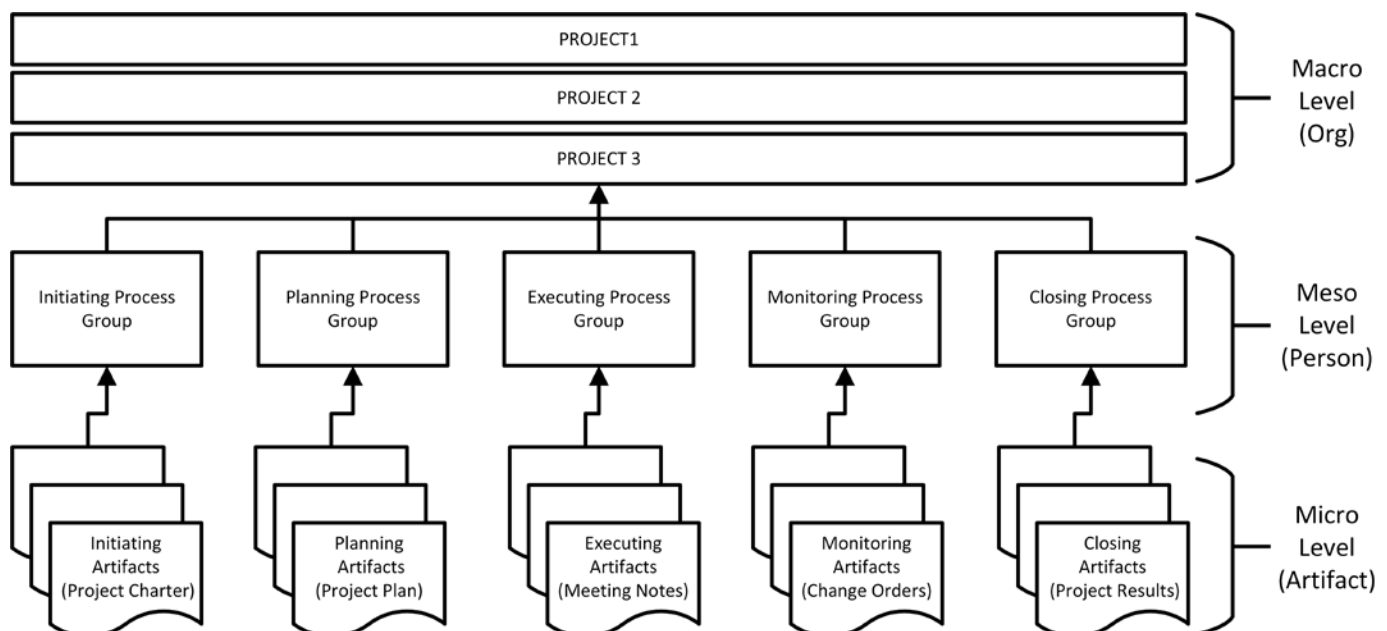 PROJECT1
PROJECT 2
PROJECT 3
Macro
Level
(Org)
Initiating Process
Group
Planning Process
Group
Executing Process
Group
Monitoring Process
Group
Closing Process
Group
Meso
Level
(Person)
Initiating
Artifacts
(Project Charter)
Planning
Artifacts
(Project Plan)
Executing
Artifacts
(Meeting Notes)
Monitoring
Artifacts
(Change Orders)
Closing
Artifacts
(Project Results)
Micro
Level
(Artifact)